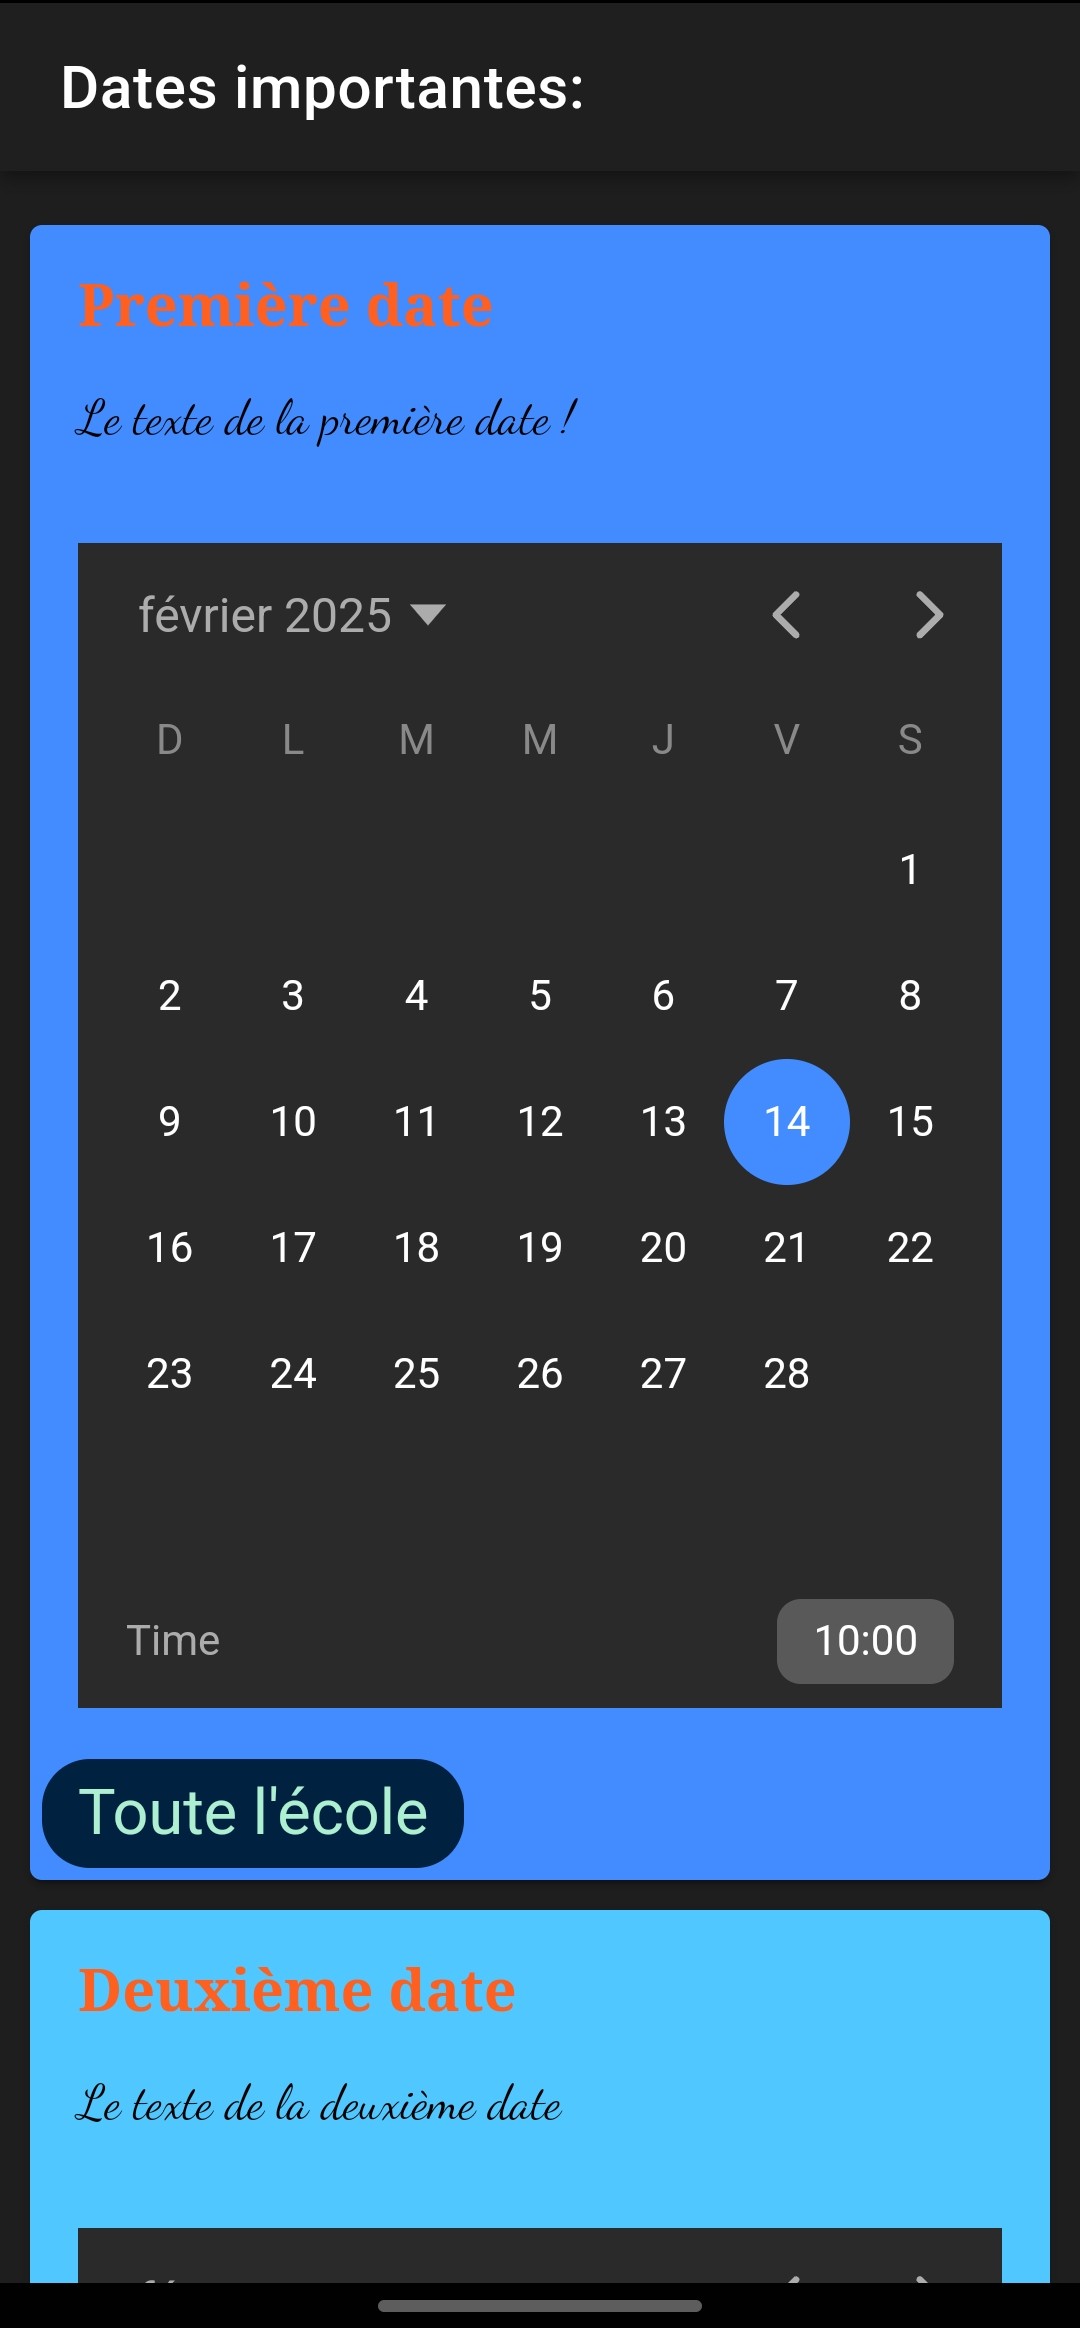 Dates importantes:
Première date
Le texte de la première date !
février 2025
D L M M J V S
1
2 3 4 5 6 7 8
9 10 11 12 13 14 15
16 17 18 19 20 21 22
23 24 25 26 27 28
Time 10:00
Toute l'école
Deuxième date
Le texte de la deuxième date